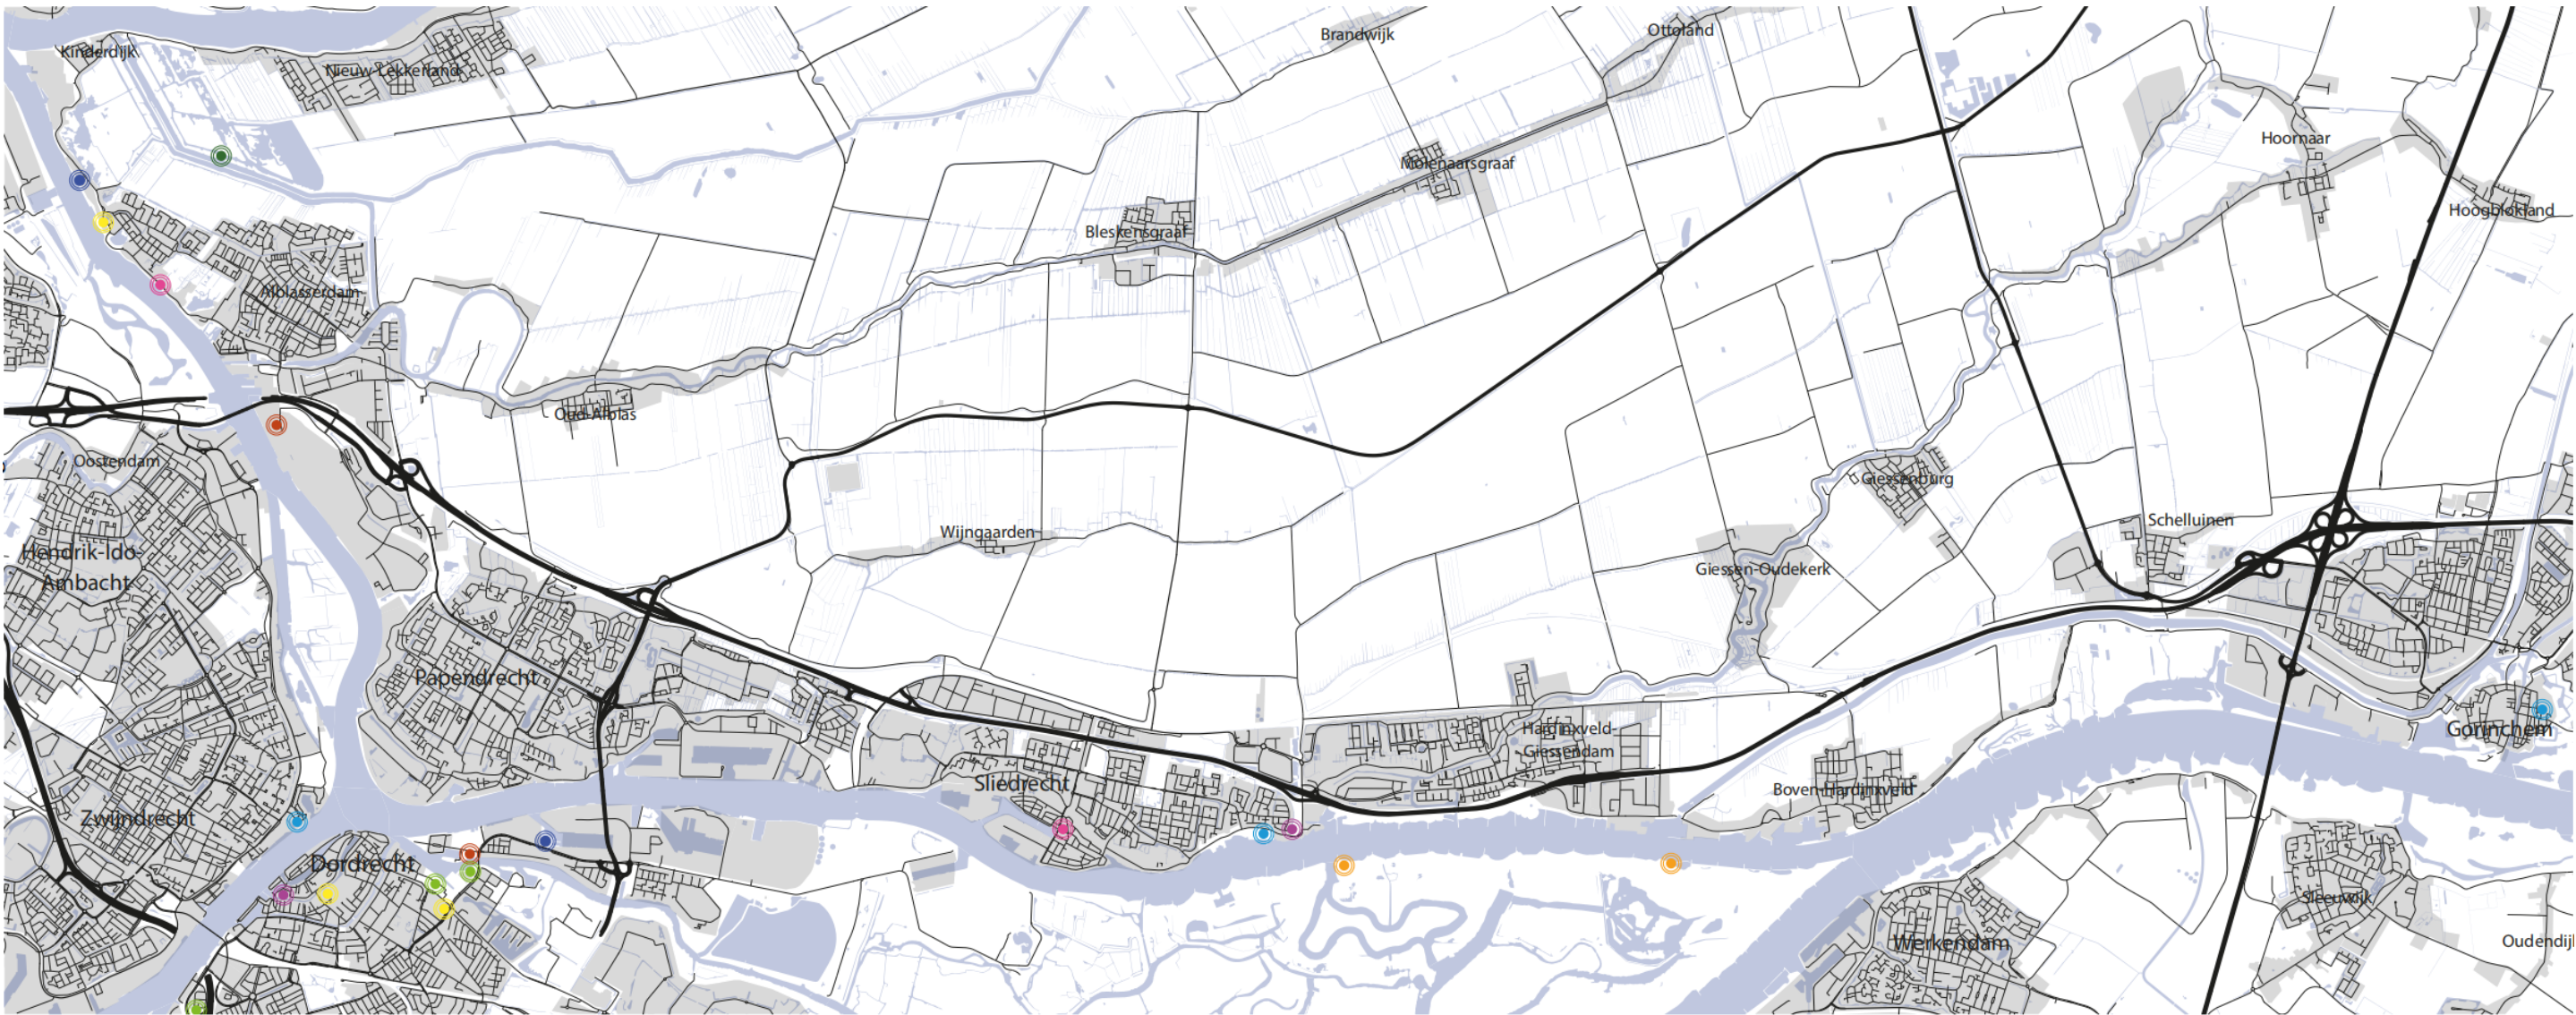 Kinderdijk
Nieuw-Lekkerland
Brandwijk
Ottoland
Molenaarsgraaf
Hoornaar
Hoogblokland
Bleskensgraaf
Alblasserdam
Oud-Alblas
Oostendam
Hendrik-Ido-
Ambacht
Wijngaarden
Giessenburg
Schelluinen
Giessen-Oudekerk
Papendrecht
Hardinxveld-
Giessendam
Gorinchem
Sliedrecht
Boven-Hardinxveld
Zwijndrecht
Dordrecht
Sleeuwijk
Werkendam
Oudendij